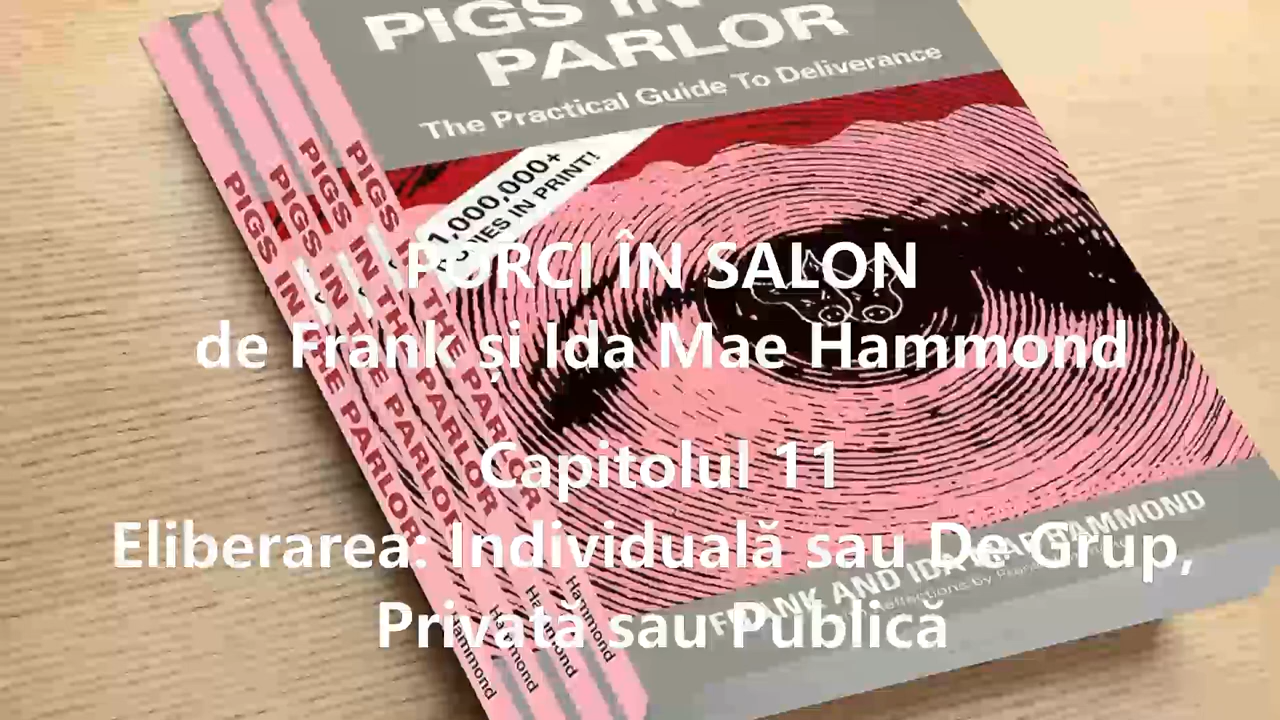 PIGS IN
PARLOR
The Practical Guide To Deliverance
1,000,000+
COPIES IN PRINT!
PIGS IN THE PARLOR
PIGS IN THE PARLOR
PIGS IN THE PARLOR
PIGS IN THE PARLOR
PORCI ÎN SALON
de Frank și Ida Mae Hammond
Capitolul 11
Eliberarea: Individuală sau De Grup,
Privată sau Publică
FRANK AND IDA MAE HAMMOND
Reflections by Frank
Hammond
Hammond
Hammond
Hammond